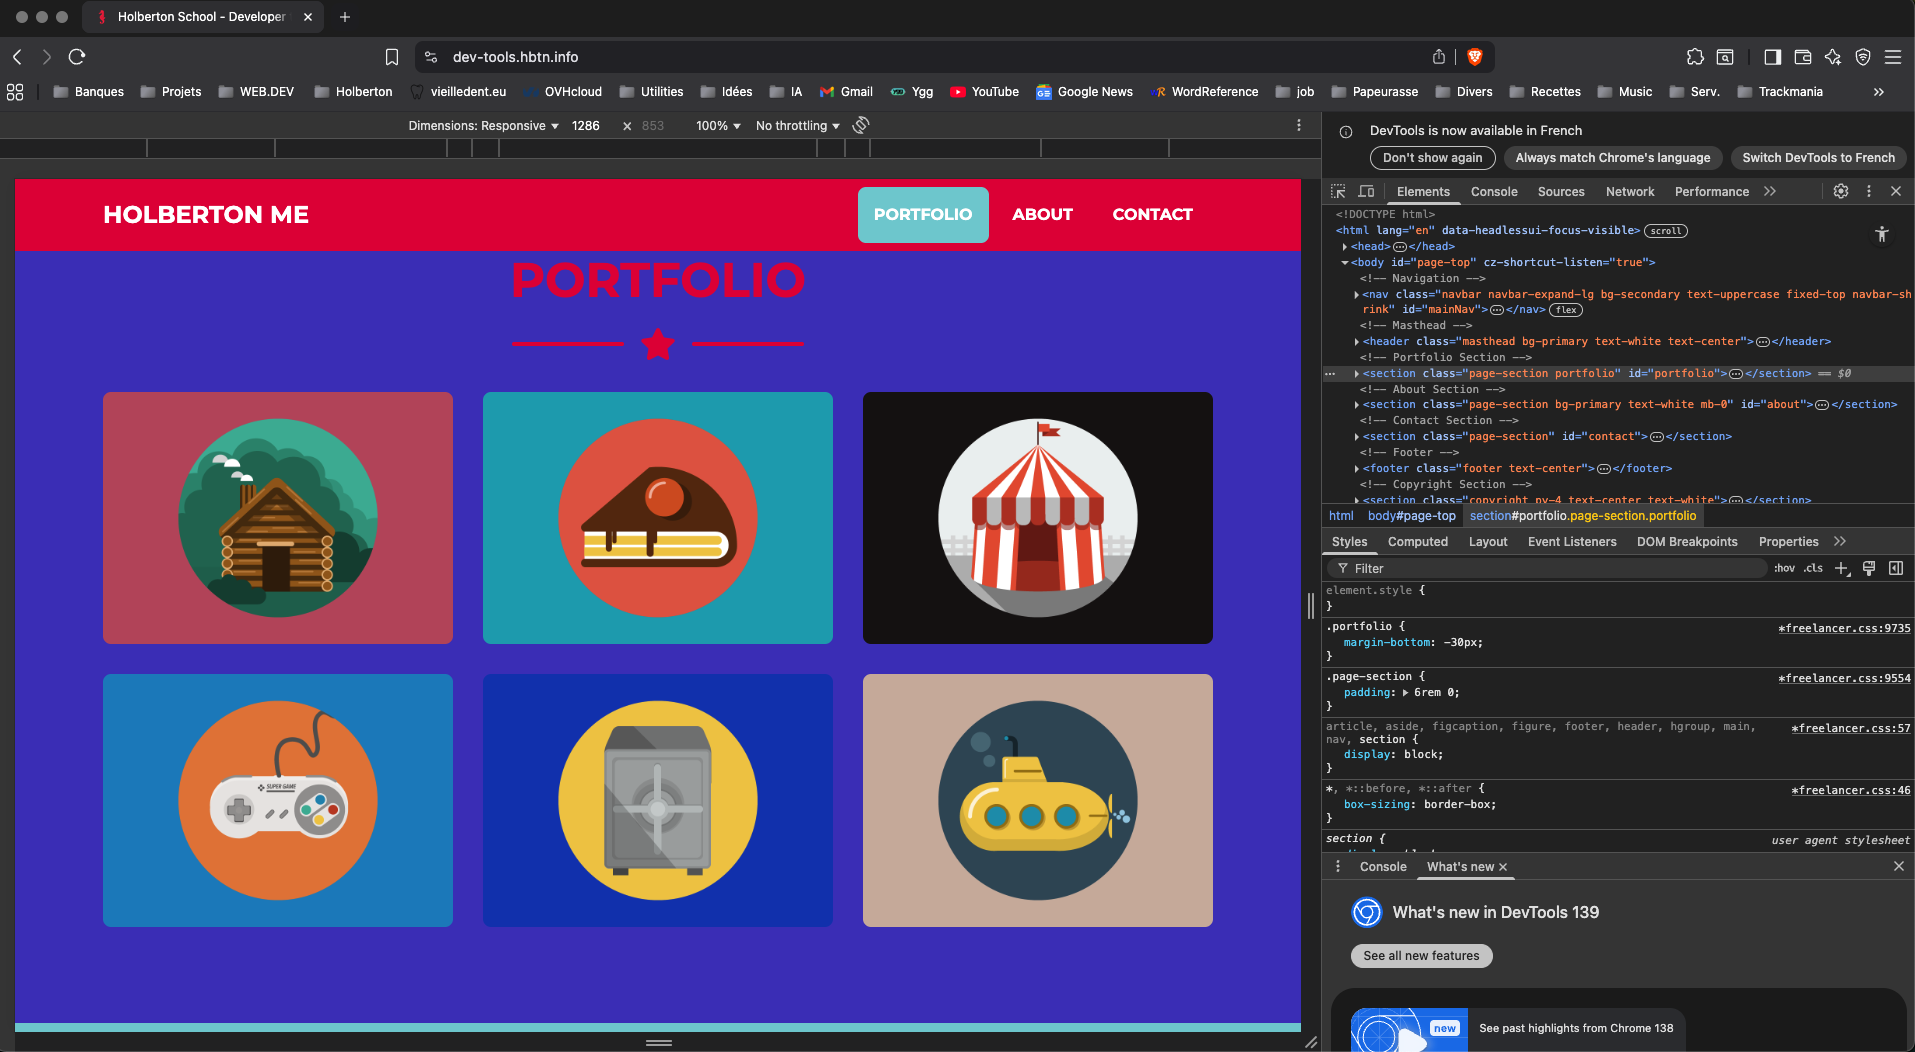 Holberton School - Developer
dev-tools.hbtn.info
Banques Projets WEB.DEV Holberton vieilledent.eu OVHcloud Utilities Idées IA Gmail Ygg YouTube Google News WordReference job Papeurasse Divers Recettes Music Serv. Trackmania
Dimensions: Responsive 1286 × 853 100% No throttling
HOLBERTON ME
PORTFOLIO ABOUT CONTACT
PORTFOLIO
SUPER GAME
DevTools is now available in French
Don't show again Always match Chrome's language Switch DevTools to French
Elements Console Sources Network Performance
<!DOCTYPE html>
<html lang="en" data-headlessui-focus-visible> scroll
<head>…</head>
<body id="page-top" cz-shortcut-listen="true">
<!-- Navigation -->
<nav class="navbar navbar-expand-lg bg-secondary text-uppercase fixed-top navbar-sh
rink" id="mainNav">…</nav> flex
<!-- Masthead -->
<header class="masthead bg-primary text-white text-center">…</header>
<!-- Portfolio Section -->
<section class="page-section portfolio" id="portfolio">…</section> == $0
<!-- About Section -->
<section class="page-section bg-primary text-white mb-0" id="about">…</section>
<!-- Contact Section -->
<section class="page-section" id="contact">…</section>
<!-- Footer -->
<footer class="footer text-center">…</footer>
<!-- Copyright Section -->
<section class="copyright py-4 text-center text-white">…</section>
html body#page-top section#portfolio.page-section.portfolio
Styles Computed Layout Event Listeners DOM Breakpoints Properties
Filter :hov .cls
element.style {
}
.portfolio { *freelancer.css:9735
margin-bottom: -30px;
}
.page-section { *freelancer.css:9554
padding: 6rem 0;
}
article, aside, figcaption, figure, footer, header, hgroup, main, *freelancer.css:57
nav, section {
display: block;
}
*, *::before, *::after { *freelancer.css:46
box-sizing: border-box;
}
section { user agent stylesheet
Console What's new
What's new in DevTools 139
See all new features
new See past highlights from Chrome 138